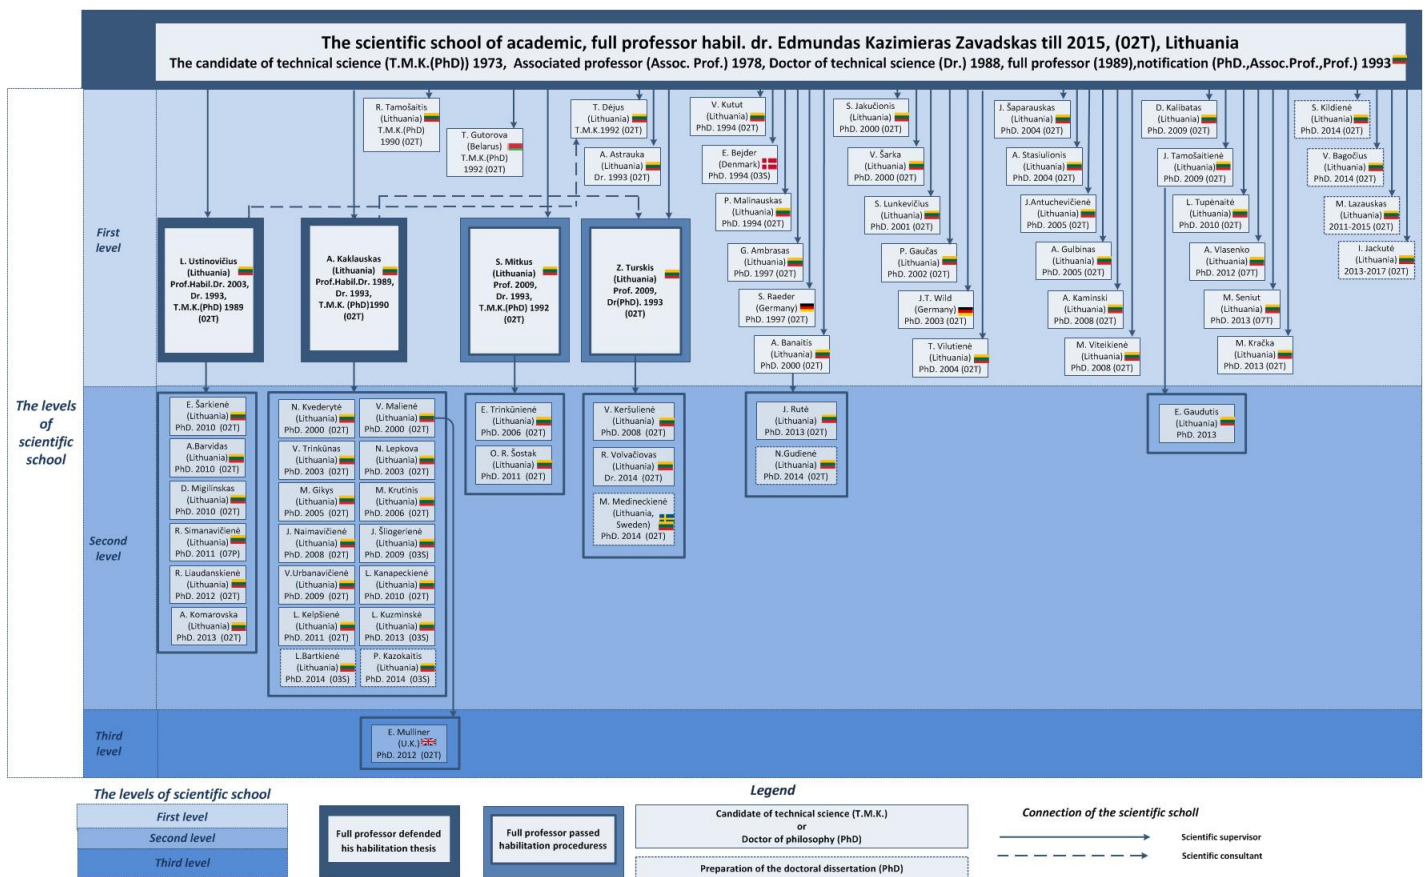 The scientific school of academic, full professor habil. dr. Edmundas Kazimieras Zavadskas till 2015, (02T), Lithuania
The candidate of technical science (T.M.K.(PhD)) 1973, Associated professor (Assoc. Prof.) 1978, Doctor of technical science (Dr.) 1988, full professor (1989),notification (PhD.,Assoc.Prof.,Prof.) 1993
The levels
of
scientific
school
First
level
R. Tamošaitis
(Lithuania)
T.M.K.(PhD)
1990 (02T)
T. Gutorova
(Belarus)
T.M.K.(PhD)
1992 (02T)
T. Dėjus
(Lithuania)
T.M.K.1992 (02T)
A. Astrauka
(Lithuania)
Dr. 1993 (02T)
V. Kutut
(Lithuania)
PhD. 1994 (02T)
E. Bejder
(Denmark)
PhD. 1994 (03S)
P. Malinauskas
(Lithuania)
PhD. 1994 (02T)
G. Ambrasas
(Lithuania)
PhD. 1997 (02T)
S. Raeder
(Germany)
PhD. 1997 (02T)
A. Banaitis
(Lithuania)
PhD. 2000 (02T)
S. Jakučionis
(Lithuania)
PhD. 2000 (02T)
V. Šarka
(Lithuania)
PhD. 2000 (02T)
S. Lunkevičius
(Lithuania)
PhD. 2001 (02T)
P. Gaučas
(Lithuania)
PhD. 2002 (02T)
J.T. Wild
(Germany)
PhD. 2003 (02T)
T. Vilutienė
(Lithuania)
PhD. 2004 (02T)
J. Šaparauskas
(Lithuania)
PhD. 2004 (02T)
A. Stasiulionis
(Lithuania)
PhD. 2004 (02T)
J.Antuchevičienė
(Lithuania)
PhD. 2005 (02T)
A. Gulbinas
(Lithuania)
PhD. 2005 (02T)
A. Kaminski
(Lithuania)
PhD. 2008 (02T)
M. Viteikienė
(Lithuania)
PhD. 2008 (02T)
D. Kalibatas
(Lithuania)
PhD. 2009 (02T)
J. Tamošaitienė
(Lithuania)
PhD. 2009 (02T)
L. Tupėnaitė
(Lithuania)
PhD. 2010 (02T)
A. Vlasenko
(Lithuania)
PhD. 2012 (07T)
M. Seniut
(Lithuania)
PhD. 2013 (07T)
M. Kračka
(Lithuania)
PhD. 2013 (02T)
S. Kildienė
(Lithuania)
PhD. 2014 (02T)
V. Bagočius
(Lithuania)
PhD. 2014 (02T)
M. Lazauskas
(Lithuania)
2011-2015 (02T)
I. Jackutė
(Lithuania)
2013-2017 (02T)
L. Ustinovičius
(Lithuania)
Prof.Habil.Dr. 2003,
Dr. 1993,
T.M.K.(PhD) 1989
(02T)
A. Kaklauskas
(Lithuania)
Prof.Habil.Dr. 1989,
Dr. 1993,
T.M.K. (PhD)1990
(02T)
S. Mitkus
(Lithuania)
Prof. 2009,
Dr. 1993,
T.M.K.(PhD) 1992
(02T)
Z. Turskis
(Lithuania)
Prof. 2009,
Dr(PhD). 1993
(02T)
Second
level
E. Šarkienė
(Lithuania)
PhD. 2010 (02T)
A.Barvidas
(Lithuania)
PhD. 2010 (02T)
D. Migilinskas
(Lithuania)
PhD. 2010 (02T)
R. Simanavičienė
(Lithuania)
PhD. 2011 (07P)
R. Liaudanskienė
(Lithuania)
PhD. 2012 (02T)
A. Komarovska
(Lithuania)
PhD. 2013 (02T)
N. Kvederytė
(Lithuania)
PhD. 2000 (02T)
V. Malienė
(Lithuania)
PhD. 2000 (02T)
V. Trinkūnas
(Lithuania)
PhD. 2003 (02T)
N. Lepkova
(Lithuania)
PhD. 2003 (02T)
M. Gikys
(Lithuania)
PhD. 2005 (02T)
M. Krutinis
(Lithuania)
PhD. 2006 (02T)
J. Naimavičienė
(Lithuania)
PhD. 2008 (02T)
J. Šliogerienė
(Lithuania)
PhD. 2009 (03S)
V.Urbanavičienė
(Lithuania)
PhD. 2009 (02T)
L. Kanapeckienė
(Lithuania)
PhD. 2010 (02T)
L. Kelpšienė
(Lithuania)
PhD. 2011 (02T)
L. Kuzminskė
(Lithuania)
PhD. 2013 (03S)
L.Bartkienė
(Lithuania)
PhD. 2014 (03S)
P. Kazokaitis
(Lithuania)
PhD. 2014 (03S)
E. Trinkūnienė
(Lithuania)
PhD. 2006 (02T)
O. R. Šostak
(Lithuania)
PhD. 2011 (02T)
V. Keršulienė
(Lithuania)
PhD. 2008 (02T)
R. Volvačiovas
(Lithuania)
Dr. 2014 (02T)
M. Medineckienė
(Lithuania,
Sweden)
PhD. 2014 (02T)
J. Rutė
(Lithuania)
PhD. 2013 (02T)
N.Gudienė
(Lithuania)
PhD. 2014 (02T)
E. Gaudutis
(Lithuania)
PhD. 2013
Third
level
E. Mulliner
(U.K.)
PhD. 2012 (02T)
The levels of scientific school
First level
Second level
Third level
Legend
Full professor defended
his habilitation thesis
Full professor passed
habilitation proceduress
Candidate of technical science (T.M.K.)
or
Doctor of philosophy (PhD)
Preparation of the doctoral dissertation (PhD)
Connection of the scientific scholl
Scientific supervisor
Scientific consultant